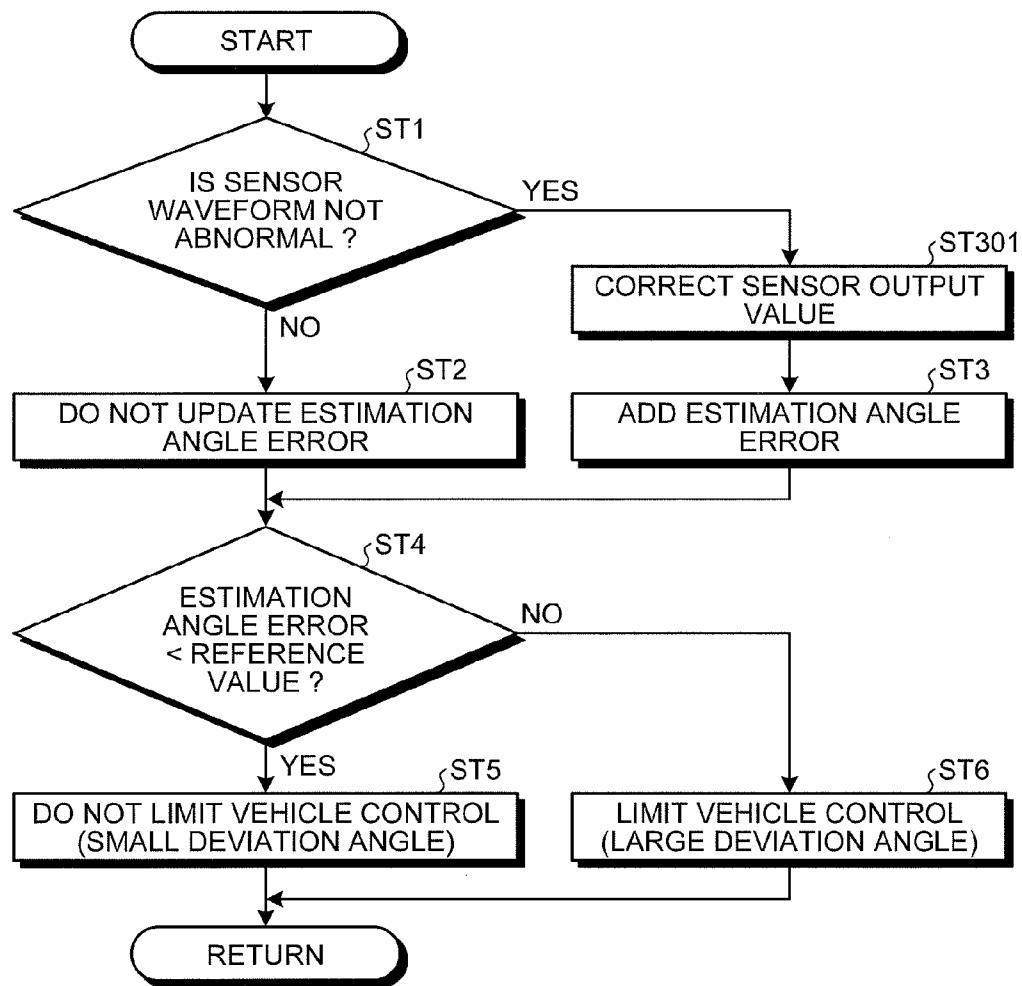 START
ST1
IS SENSOR
WAVEFORM NOT
ABNORMAL ?
YES
ST301
CORRECT SENSOR OUTPUT
VALUE
NO
ST2
DO NOT UPDATE ESTIMATION
ANGLE ERROR
ST3
ADD ESTIMATION ANGLE
ERROR
ST4
ESTIMATION
ANGLE ERROR
< REFERENCE
VALUE ?
NO
YES
ST5
DO NOT LIMIT VEHICLE CONTROL
(SMALL DEVIATION ANGLE)
ST6
LIMIT VEHICLE CONTROL
(LARGE DEVIATION ANGLE)
RETURN